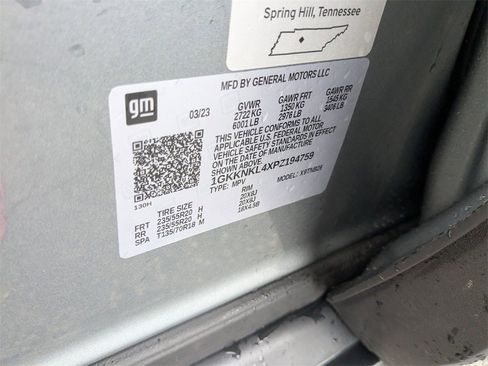 Spring Hill, Tennessee
gm
MFD BY GENERAL MOTORS LLC
03/23 GVWR GAWR FRT GAWR RR
2722 KG 1350 KG 1545 KG
6001 LB 2976 LB 3406 LB
THIS VEHICLE CONFORMS TO ALL
APPLICABLE U.S. FEDERAL MOTOR
VEHICLE SAFETY STANDARDS IN EFFECT
ON THE DATE OF MANUFACTURE
SHOWN ABOVE.
1GKKNKL4XPZ194759
TYPE: MPV MODEL: XBTNB26
130H
TIRE SIZE RIM
FRT 235/55R20 H 20X8J
RR 235/55R20 H 20X8J
SPA T135/70R18 M 18X4.5B